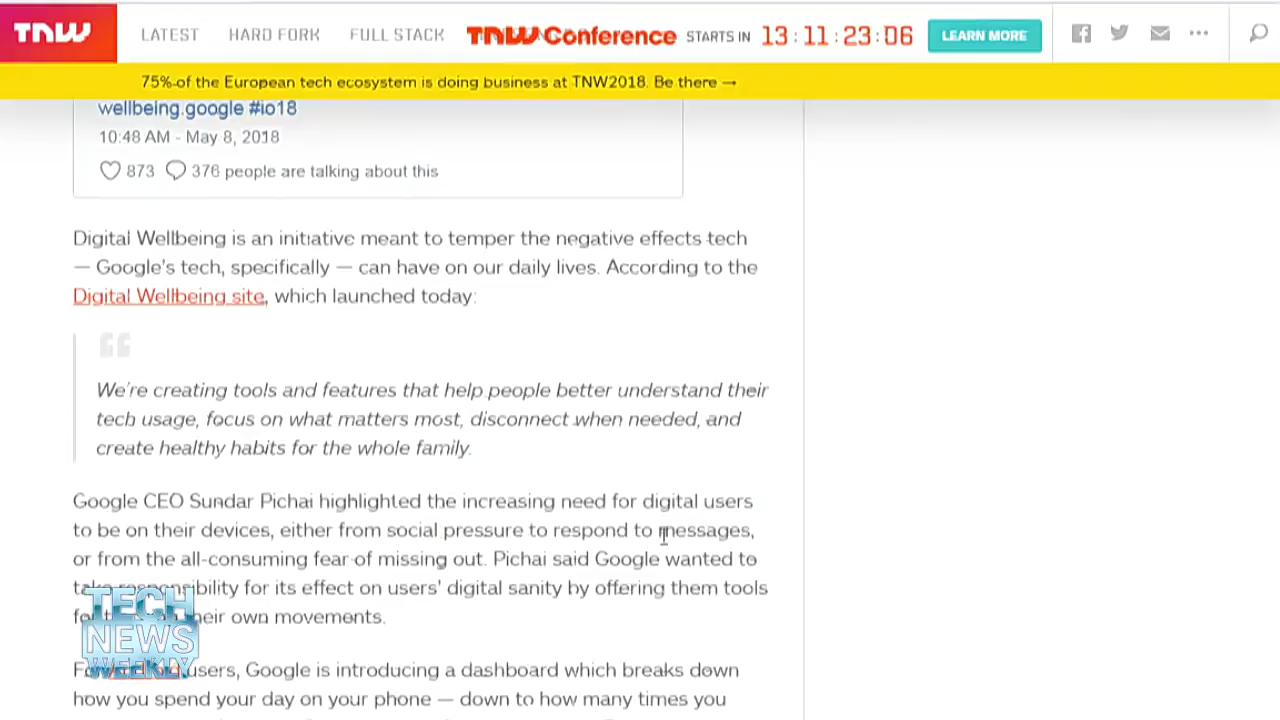 TNW
LATEST HARD FORK FULL STACK TNW Conference STARTS IN 13:11:23:06 LEARN MORE
75% of the European tech ecosystem is doing business at TNW2018. Be there →
wellbeing.google #io18
10:48 AM - May 8, 2018
873 376 people are talking about this
Digital Wellbeing is an initiative meant to temper the negative effects tech
— Google's tech, specifically — can have on our daily lives. According to the
Digital Wellbeing site, which launched today:
We're creating tools and features that help people better understand their
tech usage, focus on what matters most, disconnect when needed, and
create healthy habits for the whole family.
Google CEO Sundar Pichai highlighted the increasing need for digital users
to be on their devices, either from social pressure to respond to messages,
or from the all-consuming fear of missing out. Pichai said Google wanted to
take responsibility for its effect on users' digital sanity by offering them tools
their own movements.
users, Google is introducing a dashboard which breaks down
how you spend your day on your phone — down to how many times you
TECH
NEWS
WEEKLY